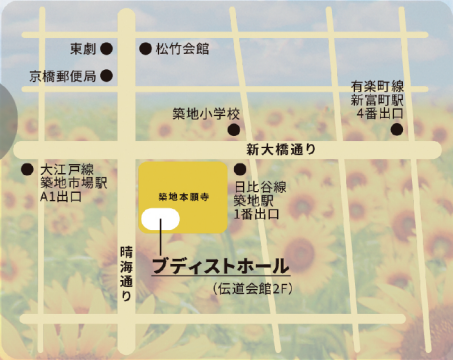 東劇
松竹会館
京橋郵便局
有楽町線
新富町駅
4番出口
築地小学校
新大橋通り
大江戸線
築地市場駅
A1出口
築地本願寺
日比谷線
築地駅
1番出口
晴海通り
ブディストホール
(伝道会館2F)